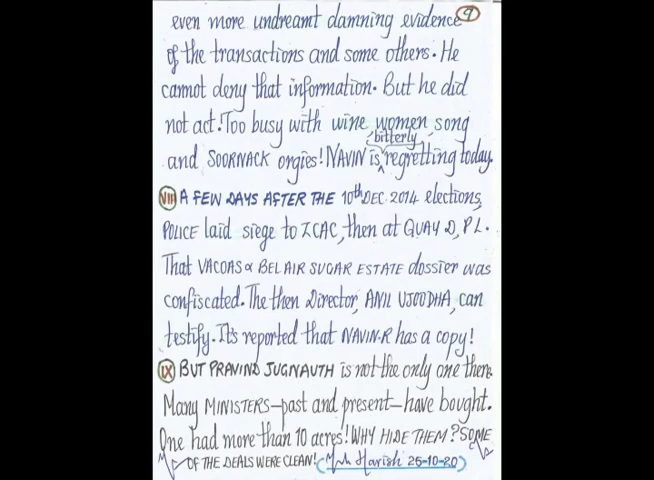 even more undreamt damning evidence 9
of the transactions and some others. He
cannot deny that information. But he did
not act. Too busy with wine women song
bitterly
and SOORNACK orgies! NAVIN is regretting today.
VIII A FEW DAYS AFTER THE 10th DEC. 2014 elections,
POLICE laid siege to ICAC, then at QUAY D, P.L.
That VACOAS & BEL AIR SUGAR ESTATE dossier was
confiscated. The then Director, ANIL UJOODHA, can
testify. It's reported that NAVIN.R has a copy!
IX BUT PRAVIND JUGNAUTH is not the only one there.
Many MINISTERS-past and present-have bought.
One had more than 10 acres! WHY HIDE THEM? SOME
OF THE DEALS WERE CLEAN! Harish 25-10-20